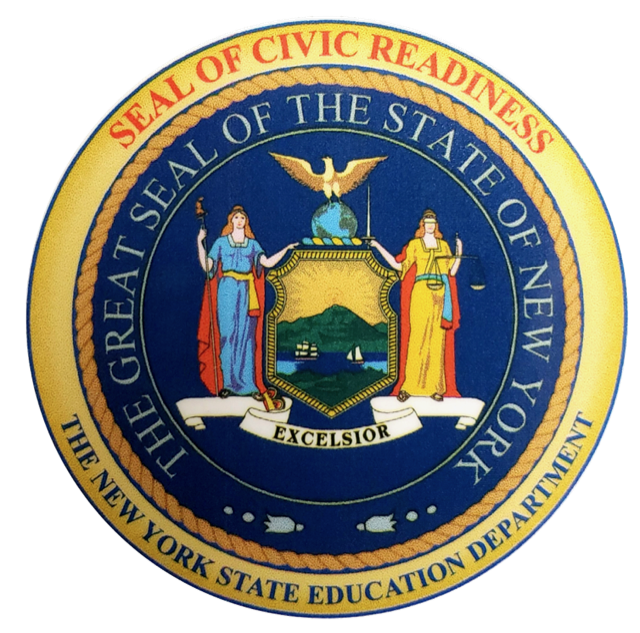 SEAL OF CIVIC READINESS
THE GREAT SEAL OF THE STATE OF NEW YORK
EXCELSIOR
THE NEW YORK STATE EDUCATION DEPARTMENT